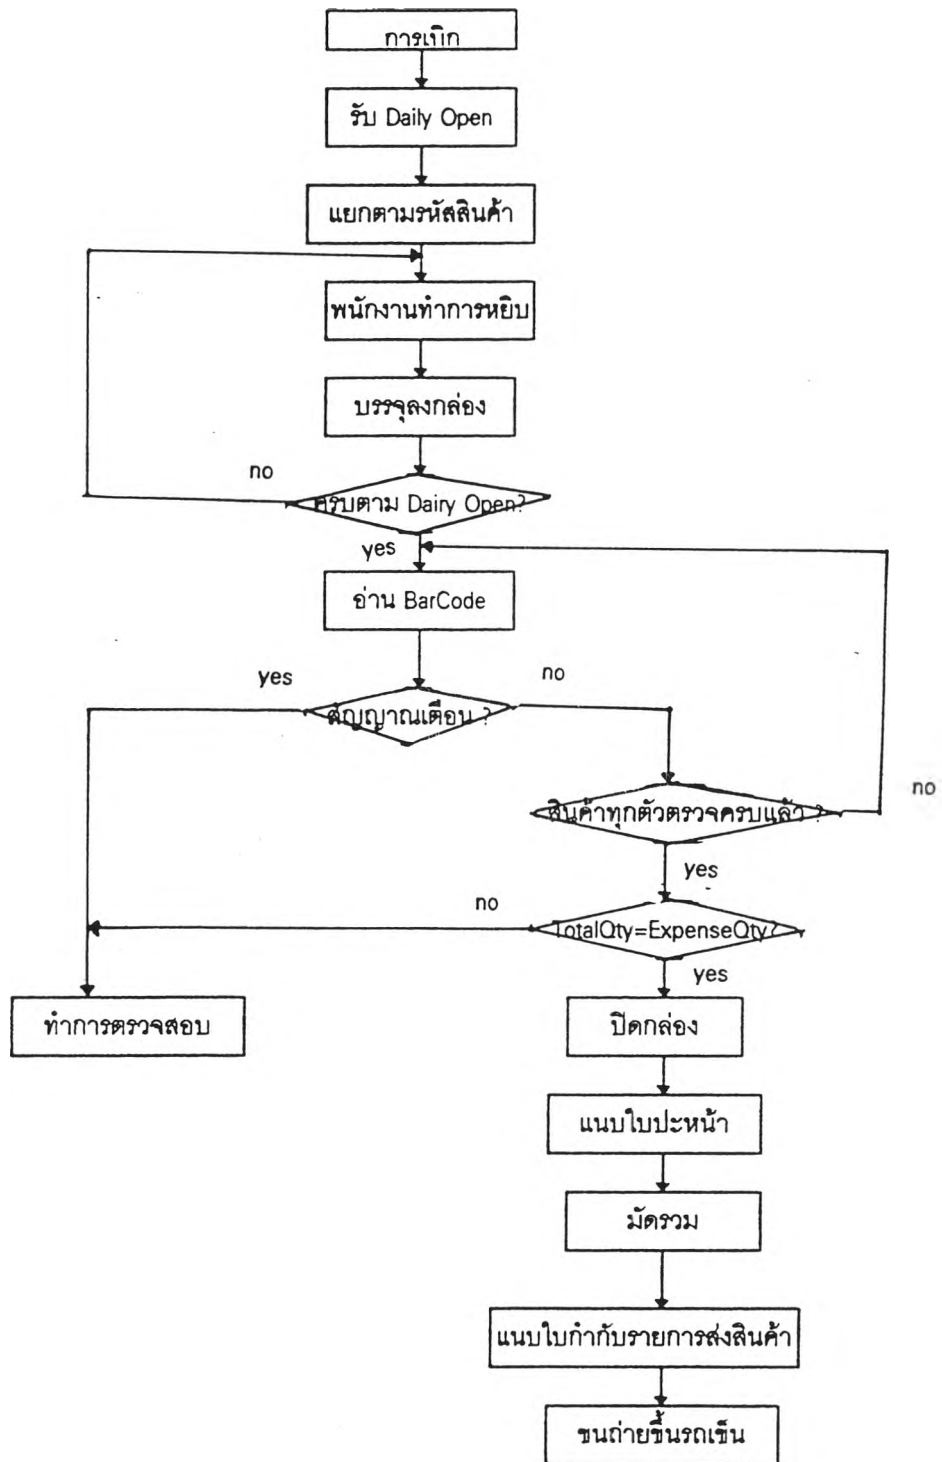 การเบิก
รับ Daily Open
แยกตามรหัสสินค้า
พนักงานทำการหยิบ
บรรจุลงกล่อง
no
ครบตาม Dairy Open?
yes
อ่าน BarCode
yes
no
สัญญาณเตือน ?
no
สินค้าทุกตัวตรวจครบแล้ว ?
yes
no
TotalQty=ExpenseQty?
yes
ทำการตรวจสอบ
ปิดกล่อง
แนบใบปะหน้า
มัดรวม
แนบใบกำกับรายการส่งสินค้า
ขนถ่ายขึ้นรถเข็น